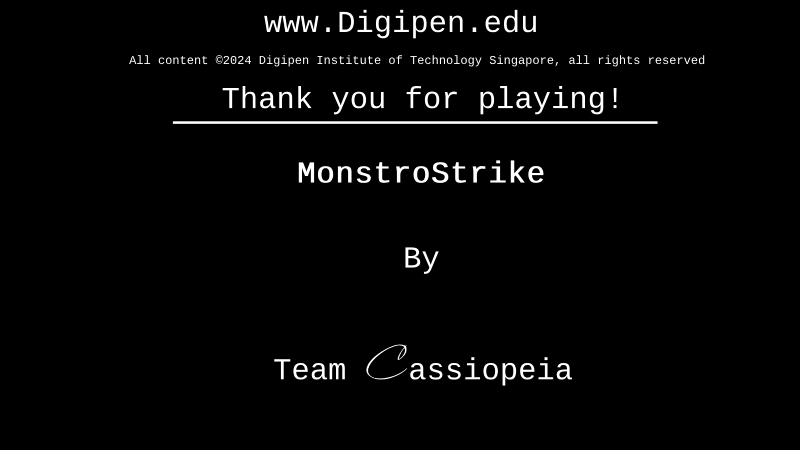 www.Digipen.edu
All content ©2024 Digipen Institute of Technology Singapore, all rights reserved
Thank you for playing!
MonstroStrike
By
Team Cassiopeia